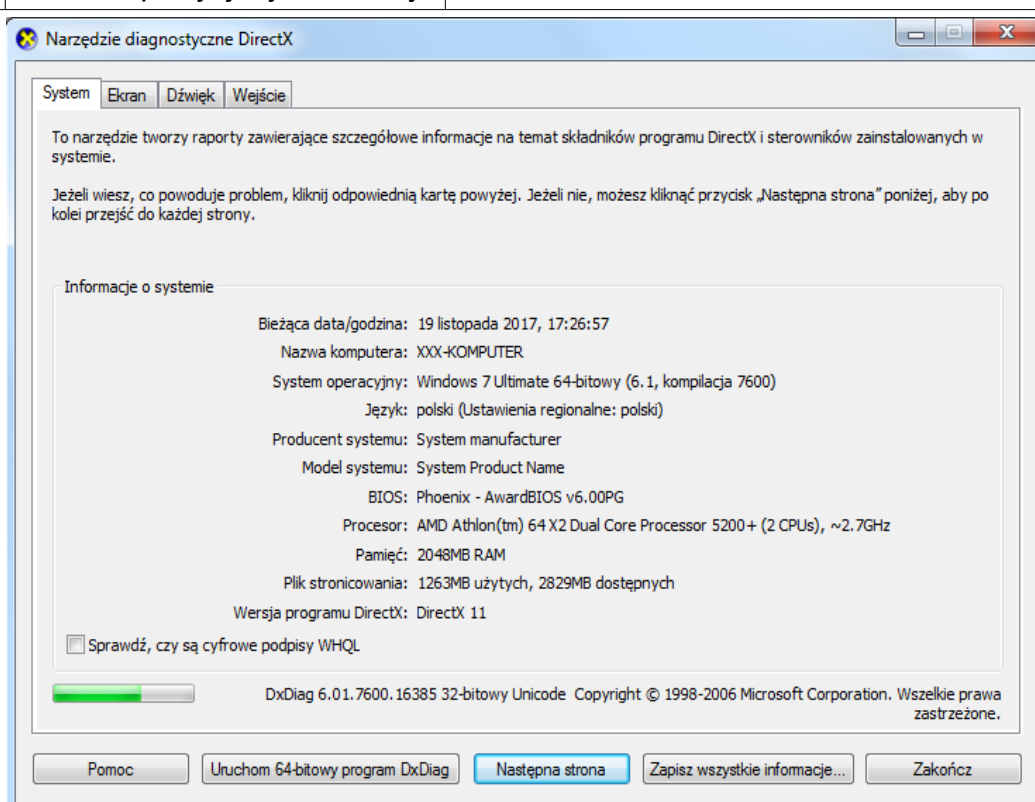 Narzędzie diagnostyczne DirectX
System Ekran Dźwięk Wejście
To narzędzie tworzy raporty zawierające szczegółowe informacje na temat składników programu DirectX i sterowników zainstalowanych w
systemie.
Jeżeli wiesz, co powoduje problem, kliknij odpowiednią kartę powyżej. Jeżeli nie, możesz kliknąć przycisk „Następna strona” poniżej, aby po
kolei przejść do każdej strony.
Informacje o systemie
Bieżąca data/godzina: 19 listopada 2017, 17:26:57
Nazwa komputera: XXX-KOMPUTER
System operacyjny: Windows 7 Ultimate 64-bitowy (6.1, kompilacja 7600)
Język: polski (Ustawienia regionalne: polski)
Producent systemu: System manufacturer
Model systemu: System Product Name
BIOS: Phoenix - AwardBIOS v6.00PG
Procesor: AMD Athlon(tm) 64 X2 Dual Core Processor 5200+ (2 CPUs), ~2.7GHz
Pamięć: 2048MB RAM
Plik stronicowania: 1263MB użytych, 2829MB dostępnych
Wersja programu DirectX: DirectX 11
Sprawdź, czy są cyfrowe podpisy WHQL
DxDiag 6.01.7600.16385 32-bitowy Unicode Copyright © 1998-2006 Microsoft Corporation. Wszelkie prawa
zastrzeżone.
Pomoc Uruchom 64-bitowy program DxDiag Następna strona Zapisz wszystkie informacje... Zakończ